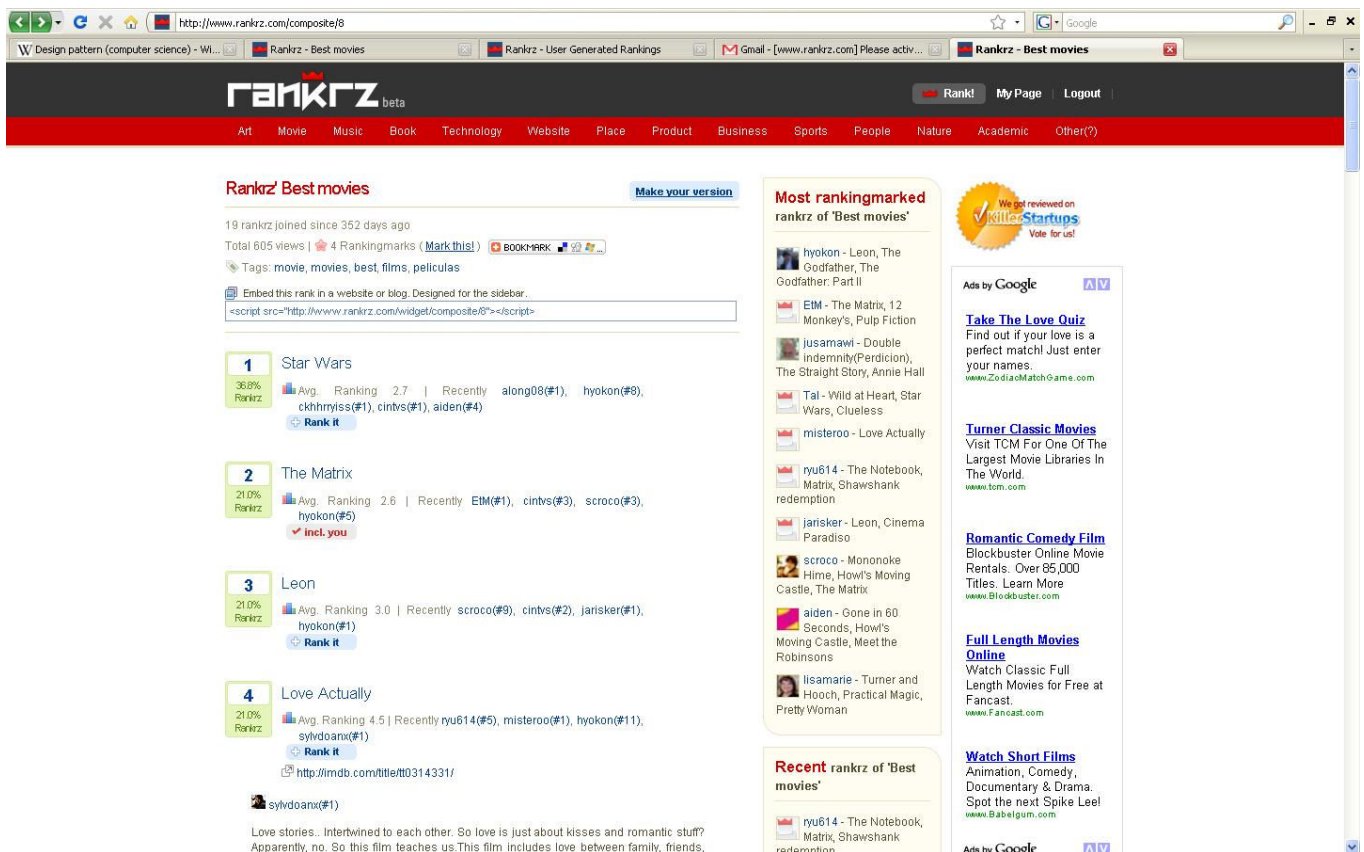 http://www.rankrz.com/composite/8
Google
Design pattern (computer science) - Wi...
Rankrz - Best movies
Rankrz - User Generated Rankings
Gmail - [www.rankrz.com] Please activ...
Rankrz - Best movies
rankrz beta
Rank! My Page | Logout |
Art Movie Music Book Technology Website Place Product Business Sports People Nature Academic Other(?)
Rankrz' Best movies
Make your version
19 rankrz joined since 352 days ago
Total 605 views | 4 Rankingmarks ( Mark this! ) BOOKMARK
Tags: movie, movies, best, films, peliculas
Embed this rank in a website or blog. Designed for the sidebar.
<script src="http://www.rankrz.com/widget/composite/8"></script>
1 Star Wars
36.8%
Rankrz
Avg. Ranking 2.7 | Recently along08(#1), hyokon(#8),
ckhhrryiss(#1), cintvs(#1), aiden(#4)
Rank it
2 The Matrix
21.0%
Rankrz
Avg. Ranking 2.6 | Recently EtM(#1), cintvs(#3), scroco(#3),
hyokon(#5)
incl. you
3 Leon
21.0%
Rankrz
Avg. Ranking 3.0 | Recently scroco(#9), cintvs(#2), jarisker(#1),
hyokon(#1)
Rank it
4 Love Actually
21.0%
Rankrz
Avg. Ranking 4.5 | Recently ryu614(#5), misteroo(#1), hyokon(#11),
sylvdoanx(#1)
Rank it
http://imdb.com/title/tt0314331/
sylvdoanx(#1)
Love stories.. Intertwined to each other. So love is just about kisses and romantic stuff?
Apparently, no. So this film teaches us.This film includes love between family, friends,
Most rankingmarked
rankrz of 'Best movies'
hyokon - Leon, The
Godfather, The
Godfather: Part II
EtM - The Matrix, 12
Monkey's, Pulp Fiction
jusamawi - Double
indemnity(Perdicion),
The Straight Story, Annie Hall
Tal - Wild at Heart, Star
Wars, Clueless
misteroo - Love Actually
ryu614 - The Notebook,
Matrix, Shawshank
redemption
jarisker - Leon, Cinema
Paradiso
scroco - Mononoke
Hime, Howl's Moving
Castle, The Matrix
aiden - Gone in 60
Seconds, Howl's
Moving Castle, Meet the
Robinsons
lisamarie - Turner and
Hooch, Practical Magic,
Pretty Woman
Recent rankrz of 'Best
movies'
ryu614 - The Notebook,
Matrix, Shawshank
redemption
We got reviewed on
KillerStartups
Vote for us!
Ads by Google
Take The Love Quiz
Find out if your love is a
perfect match! Just enter
your names.
www.ZodiacMatchGame.com
Turner Classic Movies
Visit TCM For One Of The
Largest Movie Libraries In
The World.
www.tcm.com
Romantic Comedy Film
Blockbuster Online Movie
Rentals. Over 85,000
Titles. Learn More
www.Blockbuster.com
Full Length Movies
Online
Watch Classic Full
Length Movies for Free at
Fancast.
www.Fancast.com
Watch Short Films
Animation, Comedy,
Documentary & Drama.
Spot the next Spike Lee!
www.Babelgum.com
Ads by Google